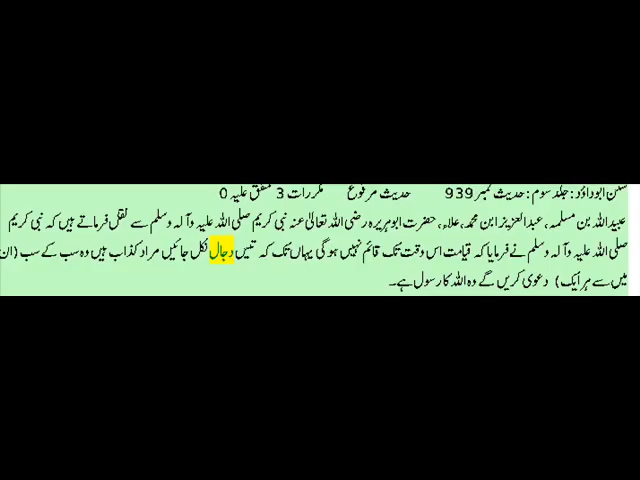 سنن ابوداؤد: جلد سوم: حدیث نمبر 939 حدیث مرفوع مکررات 3 متفق علیہ 0
عبیداللہ بن مسلمہ، عبدالعزیز ابن محمد، علاء، حضرت ابوہریرہ رضی اللہ تعالیٰ عنہ نبی کریم صلی اللہ علیہ وآلہ وسلم سے نقل فرماتے ہیں کہ نبی کریم
صلی اللہ علیہ وآلہ وسلم نے فرمایا کہ قیامت اس وقت تک قائم نہیں ہوگی یہاں تک کہ تیس دجال نکل جائیں مراد کذاب ہیں وہ سب کے سب (ان
میں سے ہر ایک) دعوی کریں گے وہ اللہ کا رسول ہے۔